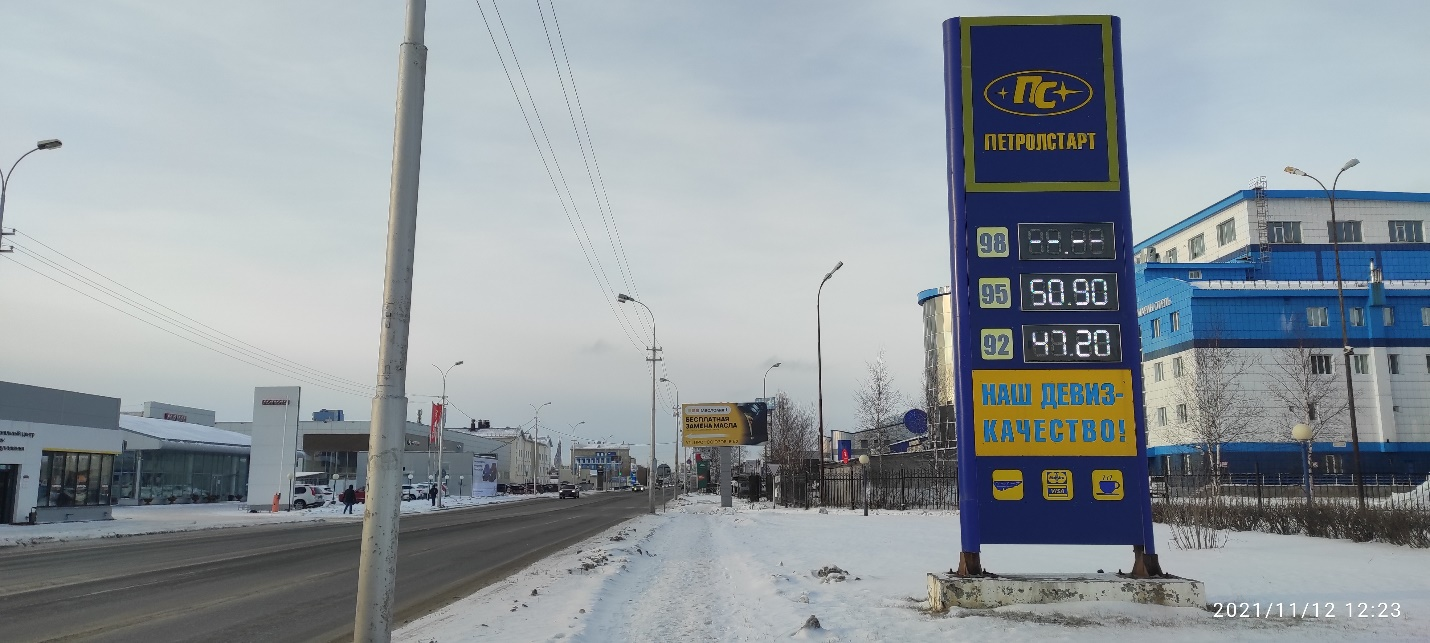 ПС
ПЕТРОЛСТАРТ
98
--.--
95
50.90
92
47.20
НАШ ДЕВИЗ-
КАЧЕСТВО!
БЕСПЛАТНАЯ
ЗАМЕНА МАСЛА
2021/11/12 12:23